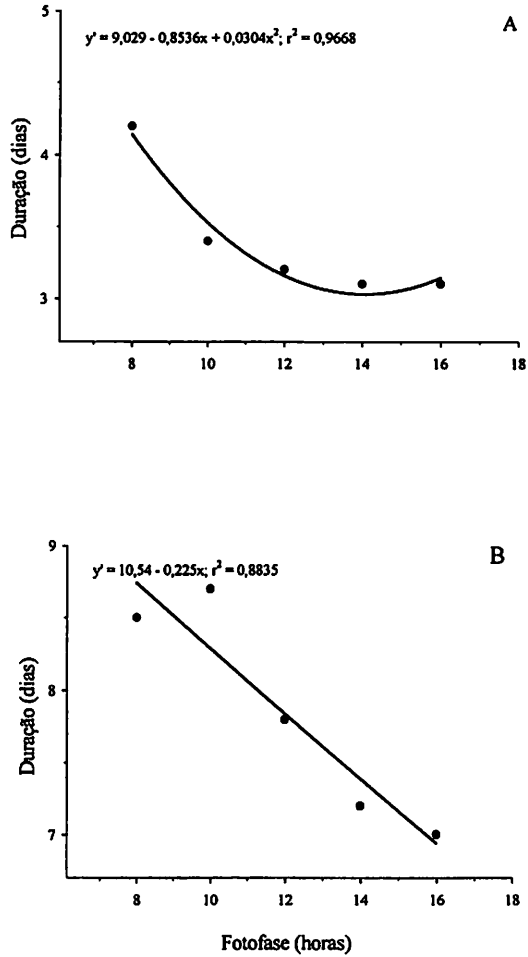 5
A
y' = 9,029 - 0,8536x + 0,0304x²; r² = 0,9668
4
Duração (dias)
3
8 10 12 14 16 18
9
B
y' = 10,54 - 0,225x; r² = 0,8835
8
Duração (dias)
7
8 10 12 14 16 18
Fotofase (horas)